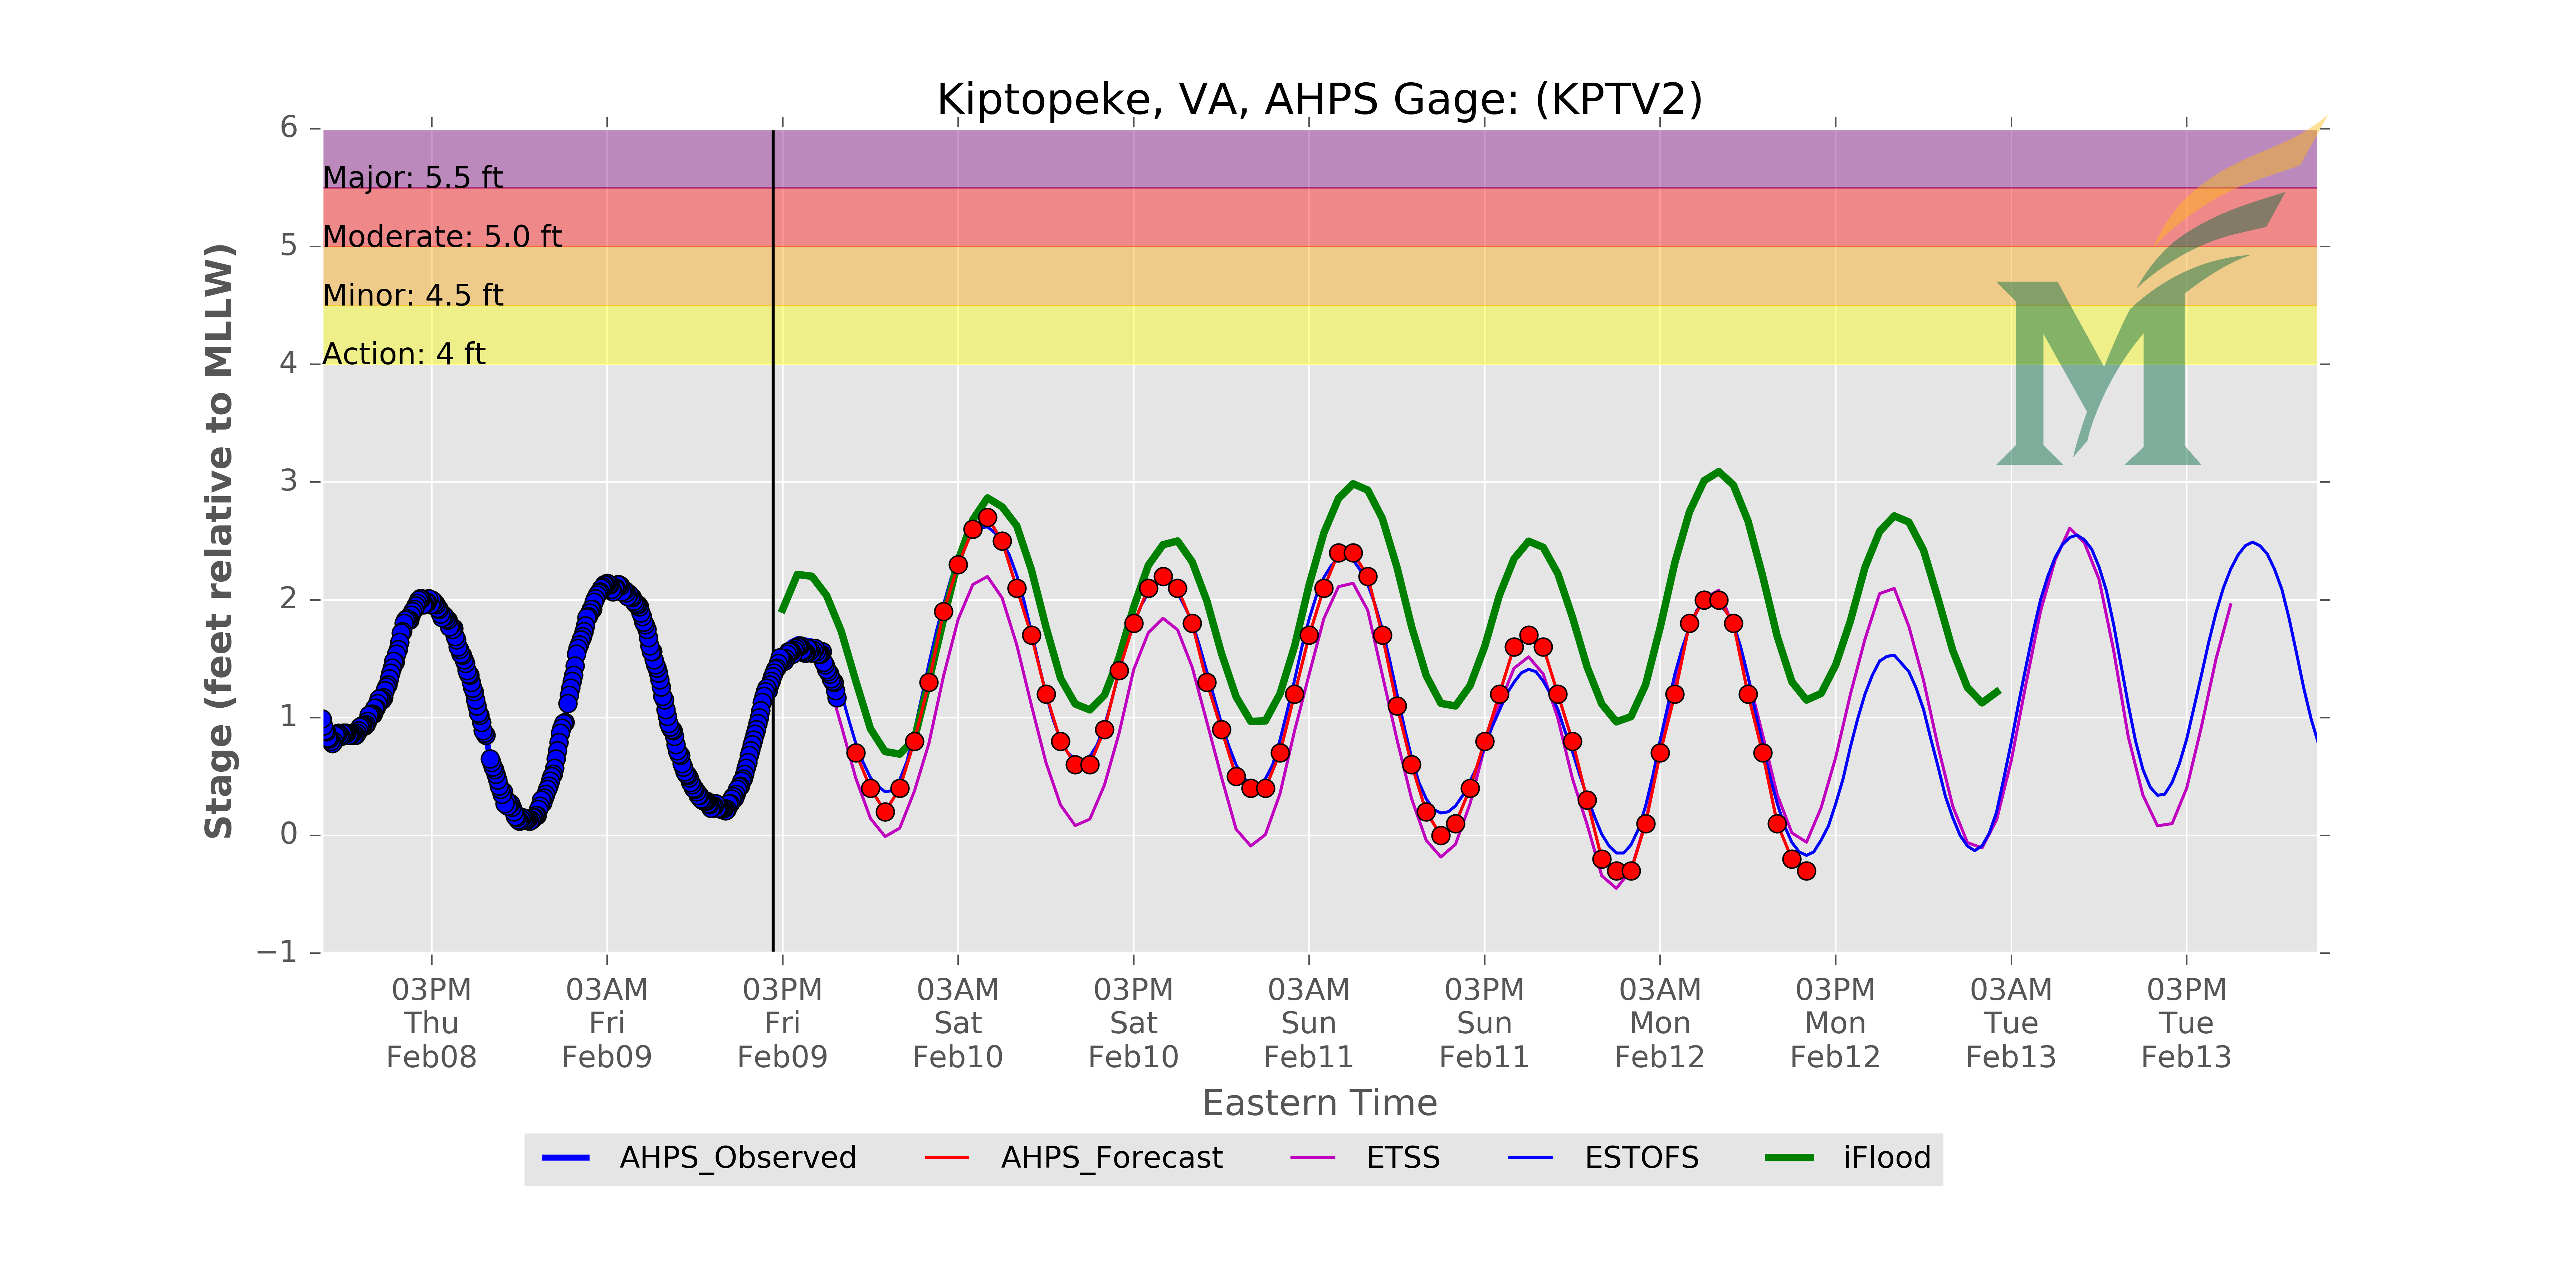 Kiptopeke, VA, AHPS Gage: (KPTV2)
Stage (feet relative to MLLW)
6
5
4
3
2
1
0
−1
Major: 5.5 ft
Moderate: 5.0 ft
Minor: 4.5 ft
Action: 4 ft
M
03PM 03AM 03PM 03AM 03PM 03AM 03PM 03AM 03PM 03AM 03PM
Thu Fri Fri Sat Sat Sun Sun Mon Mon Tue Tue
Feb08 Feb09 Feb09 Feb10 Feb10 Feb11 Feb11 Feb12 Feb12 Feb13 Feb13
Eastern Time
AHPS_Observed AHPS_Forecast ETSS ESTOFS iFlood